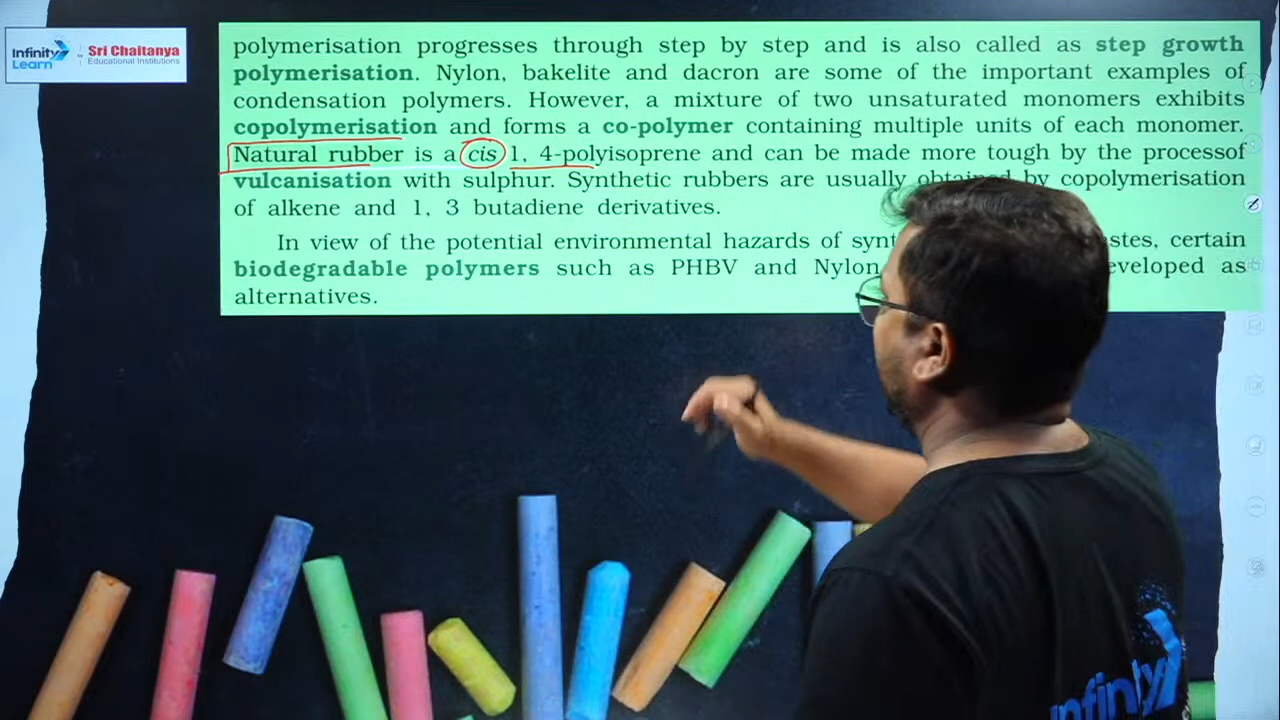 Infinity Learn by Sri Chaitanya
Educational Institutions
polymerisation progresses through step by step and is also called as step growth
polymerisation. Nylon, bakelite and dacron are some of the important examples of
condensation polymers. However, a mixture of two unsaturated monomers exhibits
copolymerisation and forms a co-polymer containing multiple units of each monomer.
Natural rubber is a cis 1, 4-polyisoprene and can be made more tough by the processof
vulcanisation with sulphur. Synthetic rubbers are usually obtained by copolymerisation
of alkene and 1, 3 butadiene derivatives.
In view of the potential environmental hazards of synt stes, certain
biodegradable polymers such as PHBV and Nylon eveloped as
alternatives.
infinity